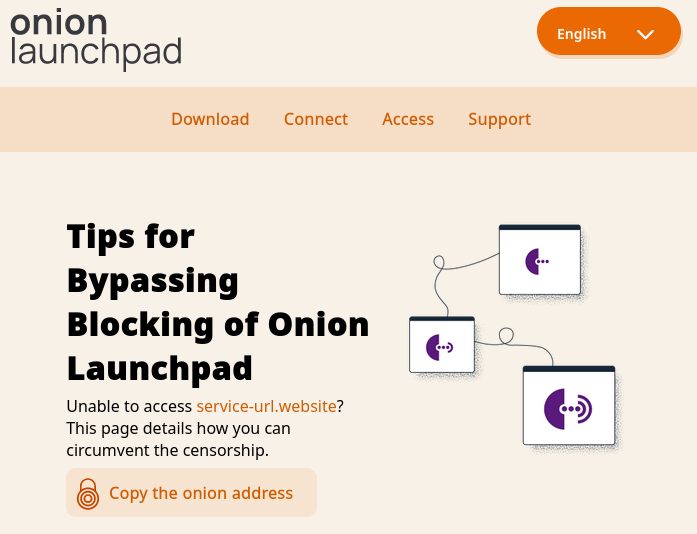 onion
launchpad
English
Download Connect Access Support
Tips for
Bypassing
Blocking of Onion
Launchpad
Unable to access service-url.website?
This page details how you can
circumvent the censorship.
Copy the onion address